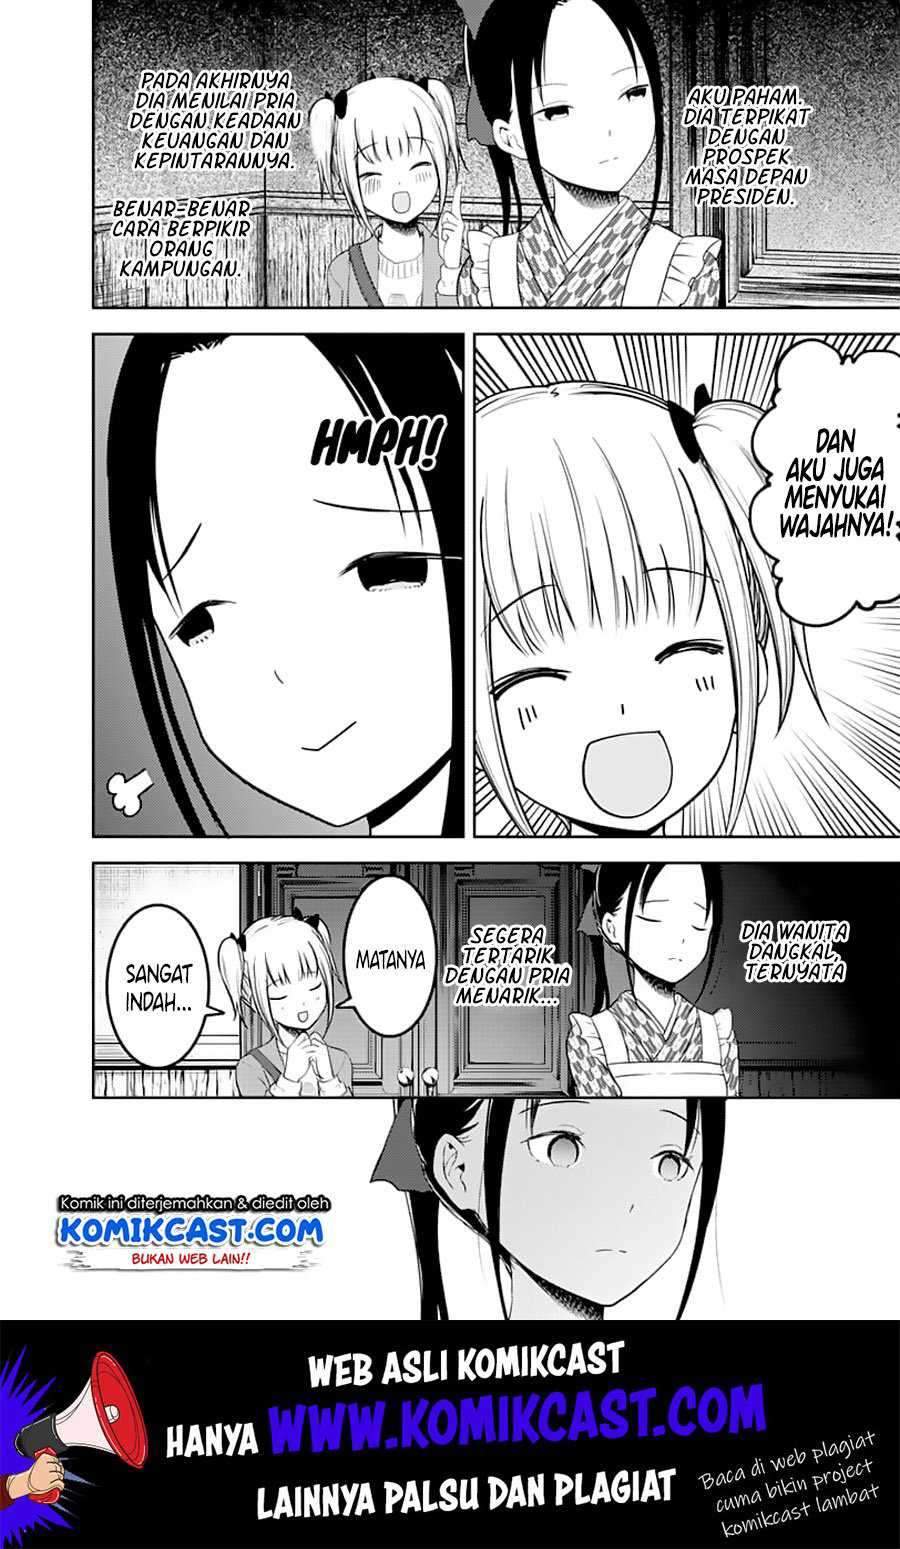 AKU PAHAM.
DIA TERPIKAT
DENGAN
PROSPEK
MASA DEPAN
PRESIDEN.
PADA AKHIRNYA
DIA MENILAI PRIA
DENGAN KEADAAN
KEUANGAN DAN
KEPINTARANNYA.
BENAR-BENAR
CARA BERPIKIR
ORANG
KAMPUNGAN.
DAN
AKU JUGA
MENYUKAI
WAJAHNYA!
HMPH!
DIA WANITA
DANGKAL,
TERNYATA
SEGERA
TERTARIK
DENGAN PRIA
MENARIK...
MATANYA
SANGAT
INDAH...
Komik ini diterjemahkan & diedit oleh
KOMIKCAST.COM
BUKAN WEB LAIN!!
WEB ASLI KOMIKCAST
HANYA WWW.KOMIKCAST.COM
LAINNYA PALSU DAN PLAGIAT
Baca di web plagiat
cuma bikin project
komikcast lambat